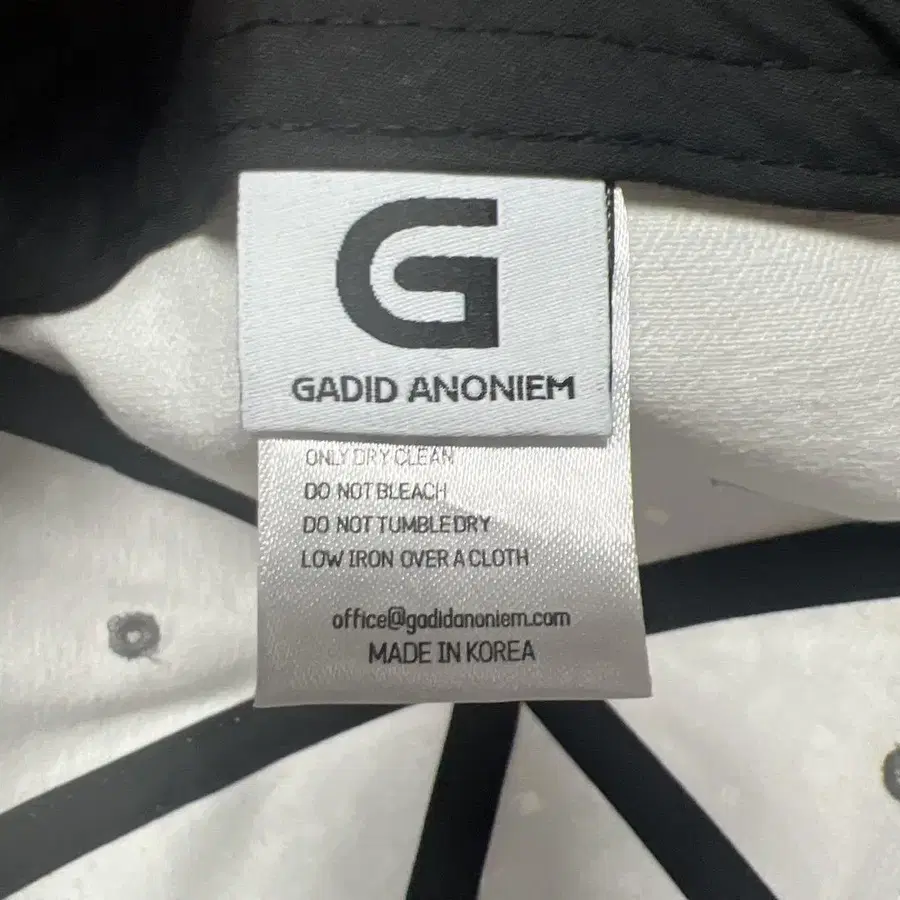 G
GADID ANONIEM
ONLY DRY CLEAN
DO NOT BLEACH
DO NOT TUMBLE DRY
LOW IRON OVER A CLOTH
office@gadidanoniem.com
MADE IN KOREA